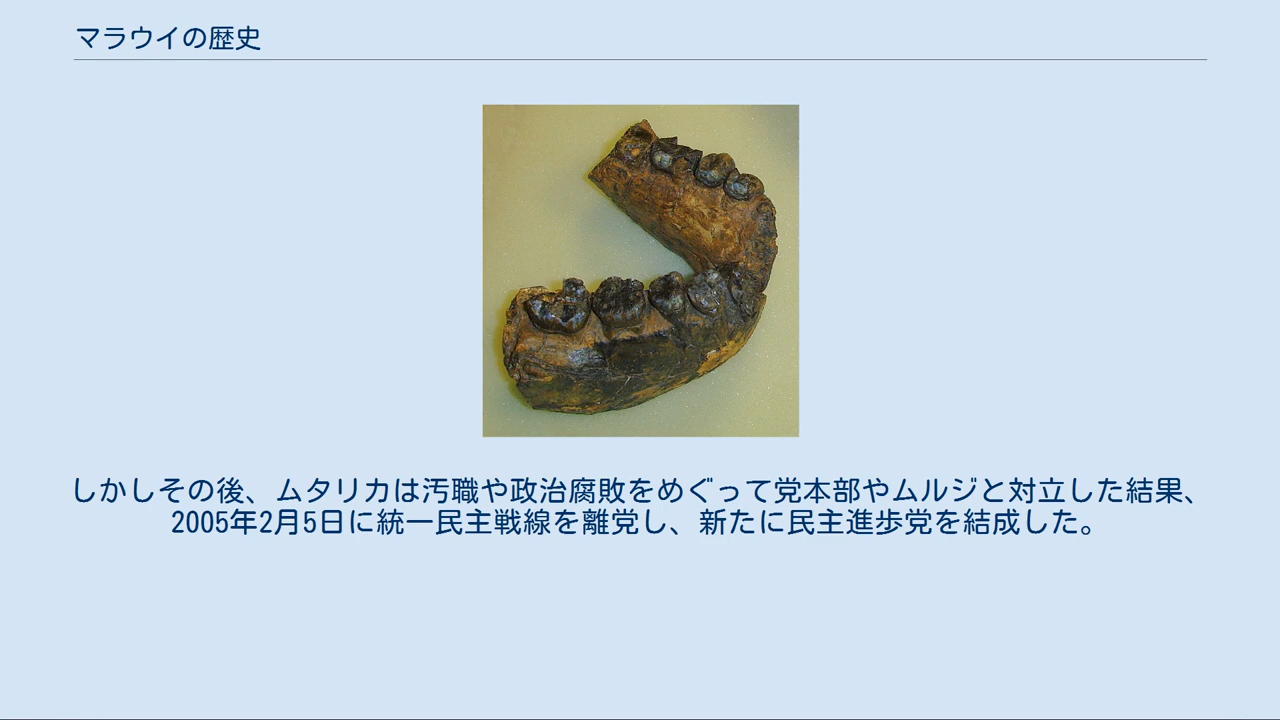 マラウイの歴史
しかしその後、ムタリカは汚職や政治腐敗をめぐって党本部やムルジと対立した結果、
2005年2月5日に統一民主戦線を離党し、新たに民主進歩党を結成した。